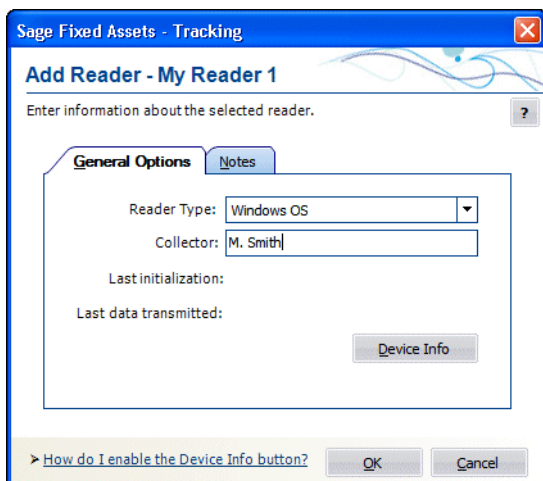 Sage Fixed Assets - Tracking
Add Reader - My Reader 1
Enter information about the selected reader.
?
General Options
Notes
Reader Type: Windows OS
Collector: M. Smith
Last initialization:
Last data transmitted:
Device Info
➤ How do I enable the Device Info button?
OK
Cancel